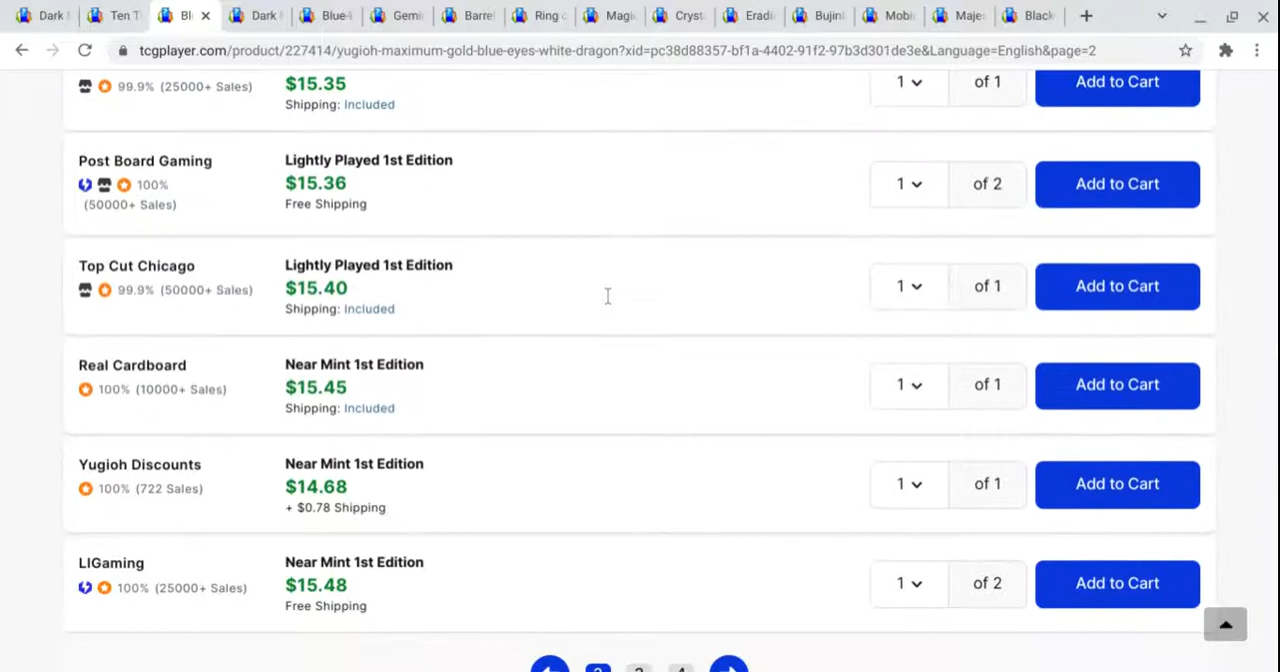 Dark M Ten T Bl Dark M Blue- Gemi Barre Ring o Magi Cryst Eradi Bujin Mobi Majes Black
tcgplayer.com/product/227414/yugioh-maximum-gold-blue-eyes-white-dragon?xid=pc38d88357-bf1a-4402-91f2-97b3d301de3e&Language=English&page=2
99.9% (25000+ Sales) $15.35 1 of 1 Add to Cart
Shipping: Included
Post Board Gaming Lightly Played 1st Edition
100% $15.36 1 of 2 Add to Cart
(50000+ Sales) Free Shipping
Top Cut Chicago Lightly Played 1st Edition
99.9% (50000+ Sales) $15.40 1 of 1 Add to Cart
Shipping: Included
Real Cardboard Near Mint 1st Edition
100% (10000+ Sales) $15.45 1 of 1 Add to Cart
Shipping: Included
Yugioh Discounts Near Mint 1st Edition
100% (722 Sales) $14.68 1 of 1 Add to Cart
+ $0.78 Shipping
LIGaming Near Mint 1st Edition
100% (25000+ Sales) $15.48 1 of 2 Add to Cart
Free Shipping
2 3 4